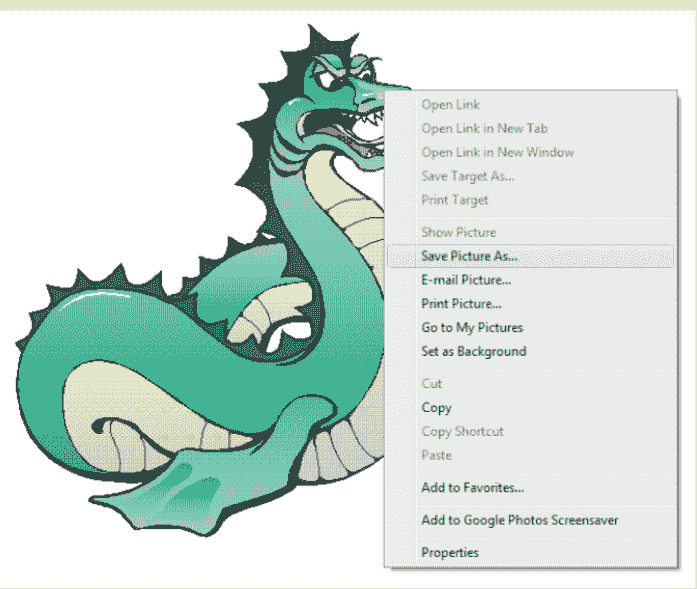 Open Link
Open Link in New Tab
Open Link in New Window
Save Target As...
Print Target
Show Picture
Save Picture As...
E-mail Picture...
Print Picture...
Go to My Pictures
Set as Background
Cut
Copy
Copy Shortcut
Paste
Add to Favorites...
Add to Google Photos Screensaver
Properties